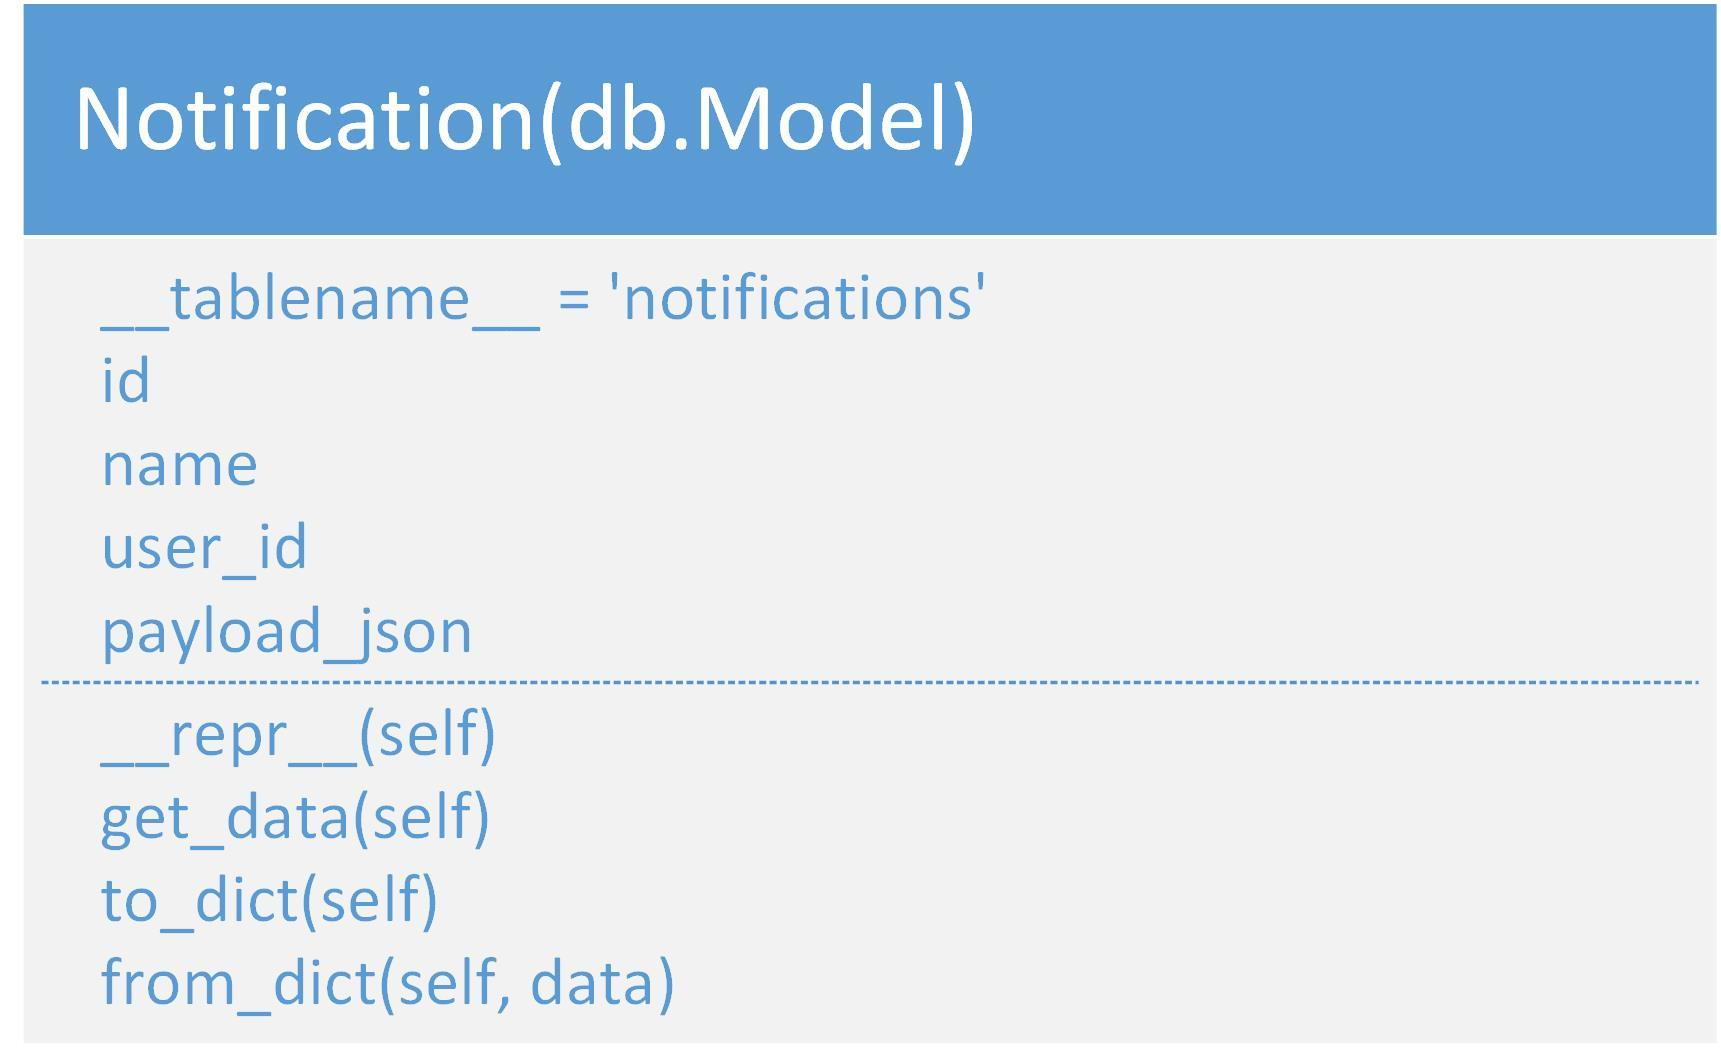 Notification(db.Model)
__tablename__ = 'notifications'
id
name
user_id
payload_json
__repr__(self)
get_data(self)
to_dict(self)
from_dict(self, data)